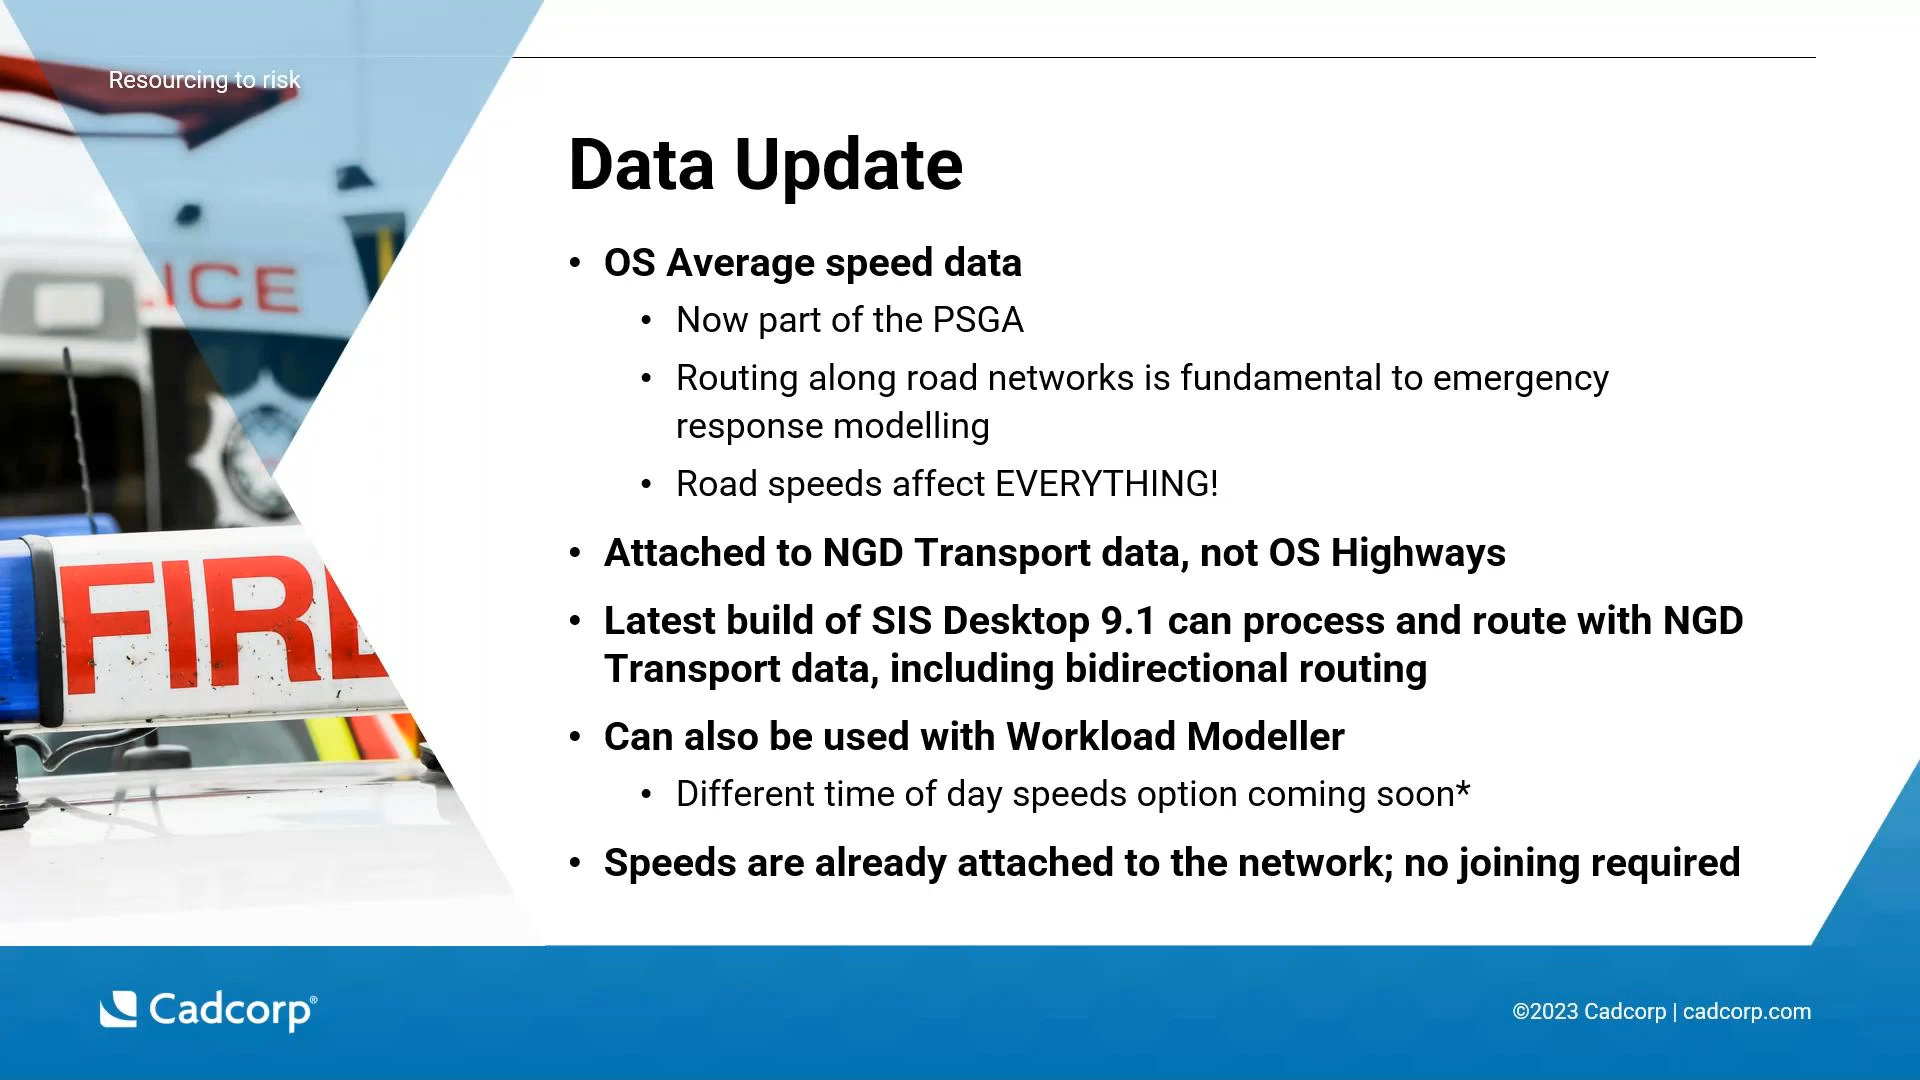 Resourcing to risk
Data Update
• OS Average speed data
• Now part of the PSGA
• Routing along road networks is fundamental to emergency
response modelling
• Road speeds affect EVERYTHING!
• Attached to NGD Transport data, not OS Highways
• Latest build of SIS Desktop 9.1 can process and route with NGD
Transport data, including bidirectional routing
• Can also be used with Workload Modeller
• Different time of day speeds option coming soon*
• Speeds are already attached to the network; no joining required
LICE
FIRE
Cadcorp®
©2023 Cadcorp | cadcorp.com